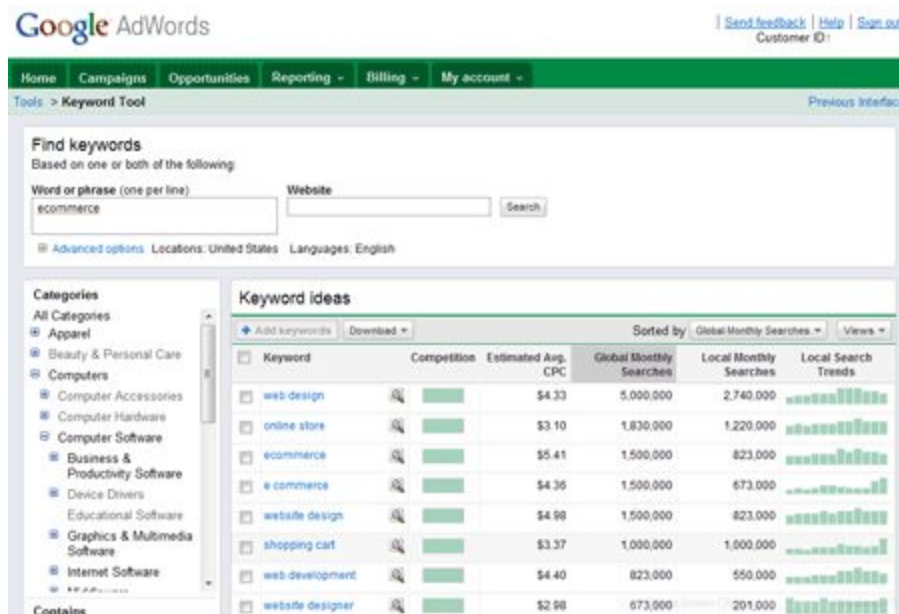 Google AdWords
Send feedback | Help | Sign out
Customer ID:
Home Campaigns Opportunities Reporting Billing My account
Tools > Keyword Tool Previous Interfac
Find keywords
Based on one or both of the following:
Word or phrase (one per line) Website
ecommerce Search
Advanced options Locations: United States Languages: English
Categories
All Categories
Apparel
Beauty & Personal Care
Computers
Computer Accessories
Computer Hardware
Computer Software
Business &
Productivity Software
Device Drivers
Educational Software
Graphics & Multimedia
Software
Internet Software
Middleware
Contains
Keyword ideas
Add keywords Download Sorted by Global Monthly Searches Views
Keyword Competition Estimated Avg. CPC Global Monthly Searches Local Monthly Searches Local Search Trends
web design $4.33 5,000,000 2,740,000
online store $3.10 1,830,000 1,220,000
ecommerce $5.41 1,500,000 823,000
e commerce $4.36 1,500,000 673,000
website design $4.98 1,500,000 823,000
shopping cart $3.37 1,000,000 1,000,000
web development $4.40 823,000 550,000
website designer $2.98 673,000 201,000